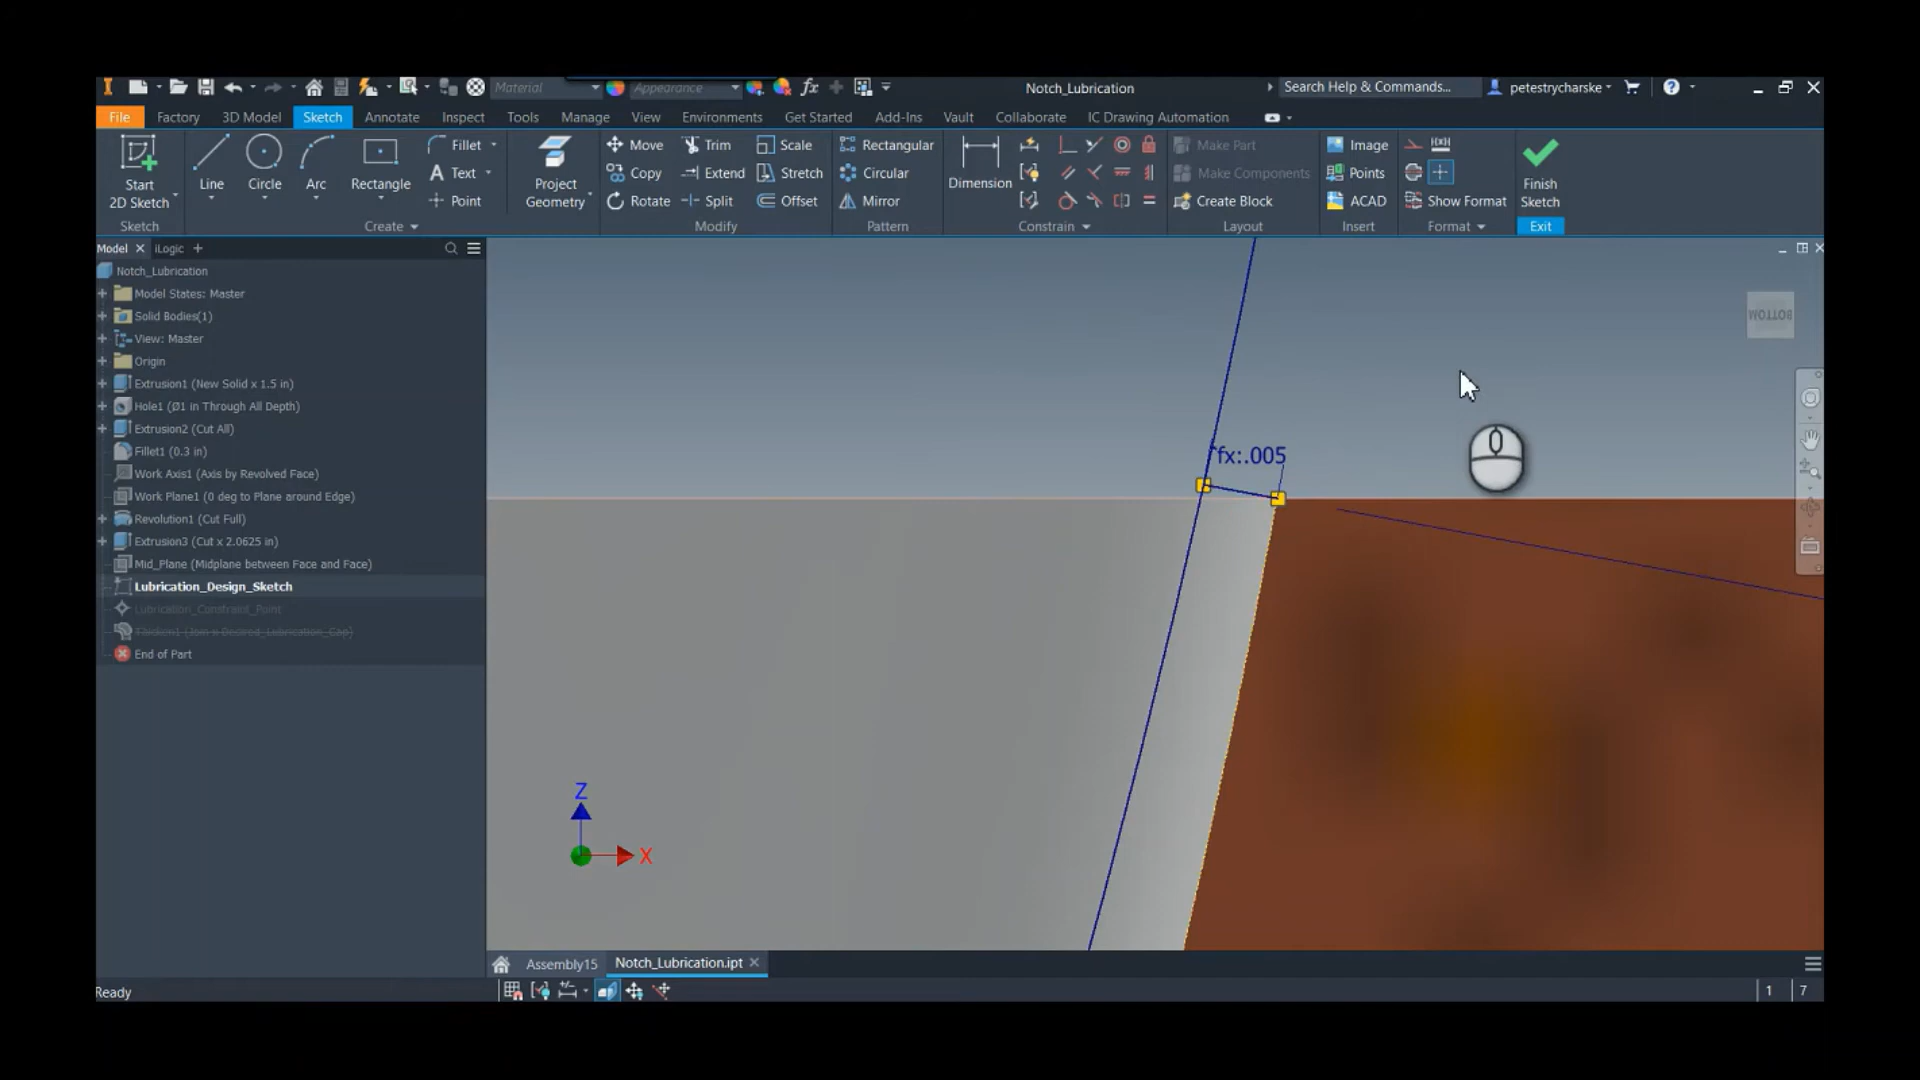 Material
Appearance
fx
Notch_Lubrication
Search Help & Commands...
petestrycharske
File Factory 3D Model Sketch Annotate Inspect Tools Manage View Environments Get Started Add-Ins Vault Collaborate IC Drawing Automation
Start
2D Sketch
Line
Circle
Arc
Rectangle
Fillet
Text
Point
Project
Geometry
Move
Copy
Rotate
Trim
Extend
Split
Scale
Stretch
Offset
Rectangular
Circular
Mirror
Dimension
Make Part
Make Components
Create Block
Image
Points
ACAD
Show Format
Finish
Sketch
Sketch Create Modify Pattern Constrain Layout Insert Format Exit
Model iLogic +
Notch_Lubrication
Model States: Master
Solid Bodies(1)
View: Master
Origin
Extrusion1 (New Solid x 1.5 in)
Hole1 (Ø1 in Through All Depth)
Extrusion2 (Cut All)
Fillet1 (0.3 in)
Work Axis1 (Axis by Revolved Face)
Work Plane1 (0 deg to Plane around Edge)
Revolution1 (Cut Full)
Extrusion3 (Cut x 2.0625 in)
Mid_Plane (Midplane between Face and Face)
Lubrication_Design_Sketch
Lubrication_Constraint_Point
Thicken1 (Join x Desired_Lubrication_Gap)
End of Part
BOTTOM
fx:.005
Z
X
Assembly15 Notch_Lubrication.ipt
Ready
1 7